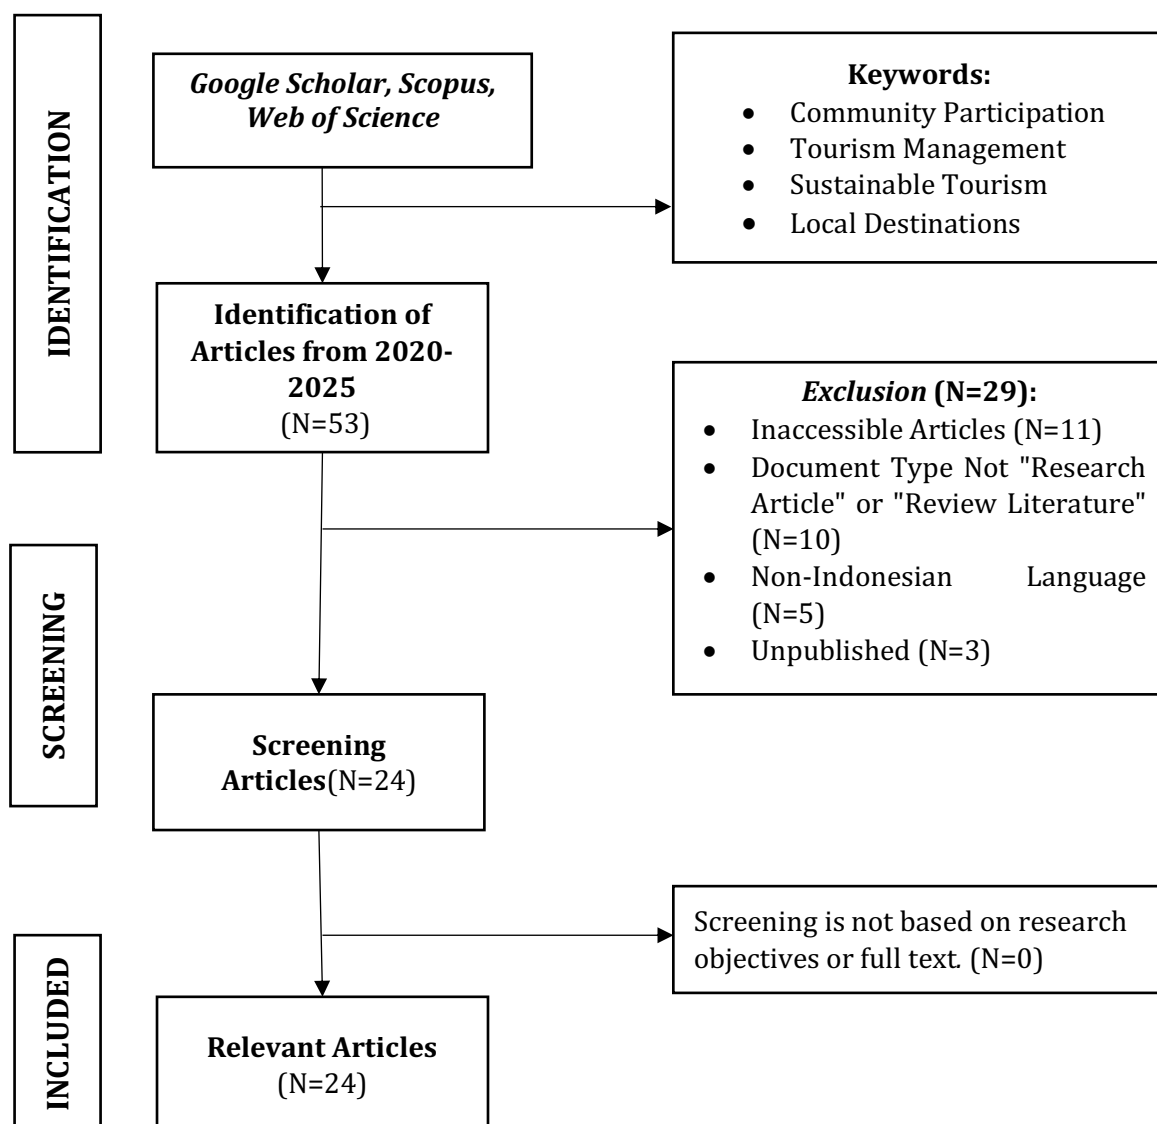 IDENTIFICATION
Google Scholar, Scopus,
Web of Science
Keywords:
• Community Participation
• Tourism Management
• Sustainable Tourism
• Local Destinations
Identification of
Articles from 2020-
2025
(N=53)
Exclusion (N=29):
• Inaccessible Articles (N=11)
• Document Type Not "Research
Article" or "Review Literature"
(N=10)
• Non-Indonesian Language
(N=5)
• Unpublished (N=3)
SCREENING
Screening
Articles(N=24)
Screening is not based on research
objectives or full text. (N=0)
INCLUDED
Relevant Articles
(N=24)